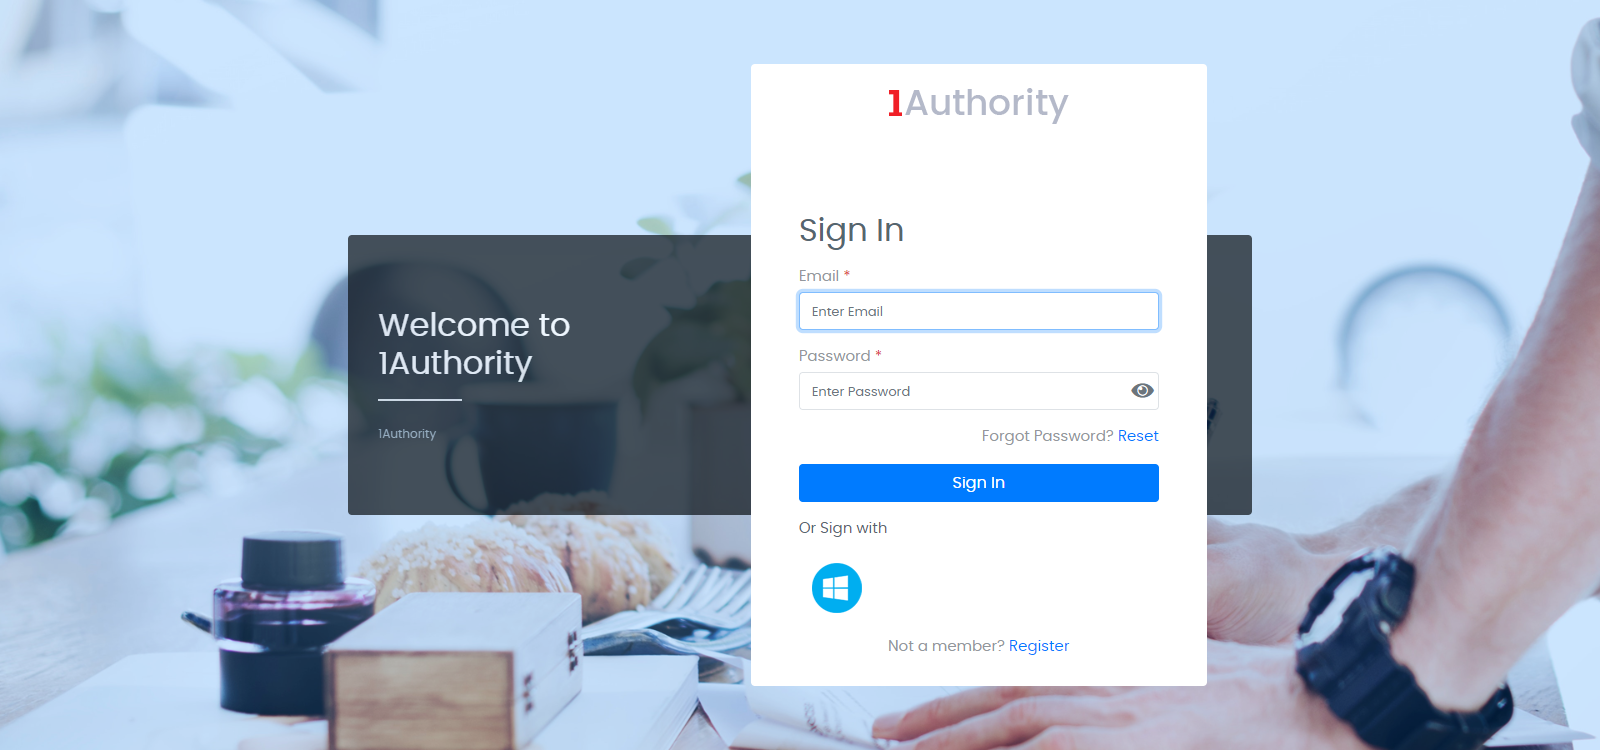 Welcome to
1Authority
1Authority
1Authority
Sign In
Email *
Enter Email
Password *
Enter Password
Forgot Password? Reset
Sign In
Or Sign with
Not a member? Register